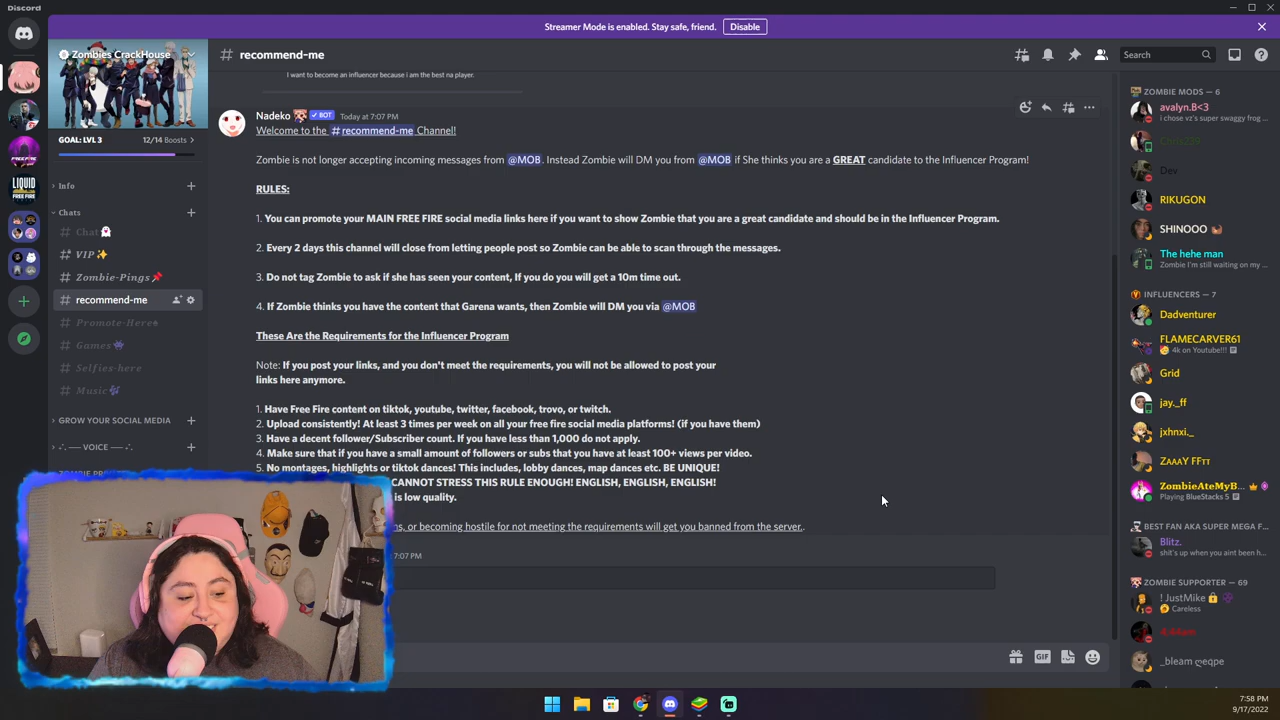 Discord
Streamer Mode is enabled. Stay safe, friend.
Disable
Zombies CrackHouse
GOAL: LVL 3
12/14 Boosts
Info
Chats
Chat
VIP
Zombie-Pings
recommend-me
Promote-Here
Games
Selfies-here
Music
GROW YOUR SOCIAL MEDIA
VOICE
# recommend-me
Search
I want to become an influencer because i am the best na player.
Nadeko BOT Today at 7:07 PM
Welcome to the #recommend-me Channel!
Zombie is not longer accepting incoming messages from @MOB. Instead Zombie will DM you from @MOB if She thinks you are a GREAT candidate to the Influencer Program!
RULES:
1. You can promote your MAIN FREE FIRE social media links here if you want to show Zombie that you are a great candidate and should be in the Influencer Program.
2. Every 2 days this channel will close from letting people post so Zombie can be able to scan through the messages.
3. Do not tag Zombie to ask if she has seen your content, If you do you will get a 10m time out.
4. If Zombie thinks you have the content that Garena wants, then Zombie will DM you via @MOB
These Are the Requirements for the Influencer Program
Note: If you post your links, and you don't meet the requirements, you will not be allowed to post your
links here anymore.
1. Have Free Fire content on tiktok, youtube, twitter, facebook, trovo, or twitch.
2. Upload consistently! At least 3 times per week on all your free fire social media platforms! (if you have them)
3. Have a decent follower/Subscriber count. If you have less than 1,000 do not apply.
4. Make sure that if you have a small amount of followers or subs that you have at least 100+ views per video.
5. No montages, highlights or tiktok dances! This includes, lobby dances, map dances etc. BE UNIQUE!
CANNOT STRESS THIS RULE ENOUGH! ENGLISH, ENGLISH, ENGLISH!
is low quality.
or becoming hostile for not meeting the requirements will get you banned from the server.
7:07 PM
GIF
ZOMBIE MODS — 6
avalyn.B<3
i chose vz's super swaggy frog ...
Chris229
Dev
RIKUGON
SHINOOO
The hehe man
Zombie I'm still waiting on my ...
INFLUENCERS — 7
Dadventurer
FLAMECARVER61
4k on Youtube!!!
Grid
jay._ff
jxhnxi._
ZᴀᴀᴀY FFᴛᴛ
ZombieAteMyB...
Playing BlueStacks 5
BEST FAN AKA SUPER MEGA F...
Blitz.
shit's up when you aint been h...
ZOMBIE SUPPORTER — 69
! JustMike
Careless
_bleam
7:58 PM
9/17/2022